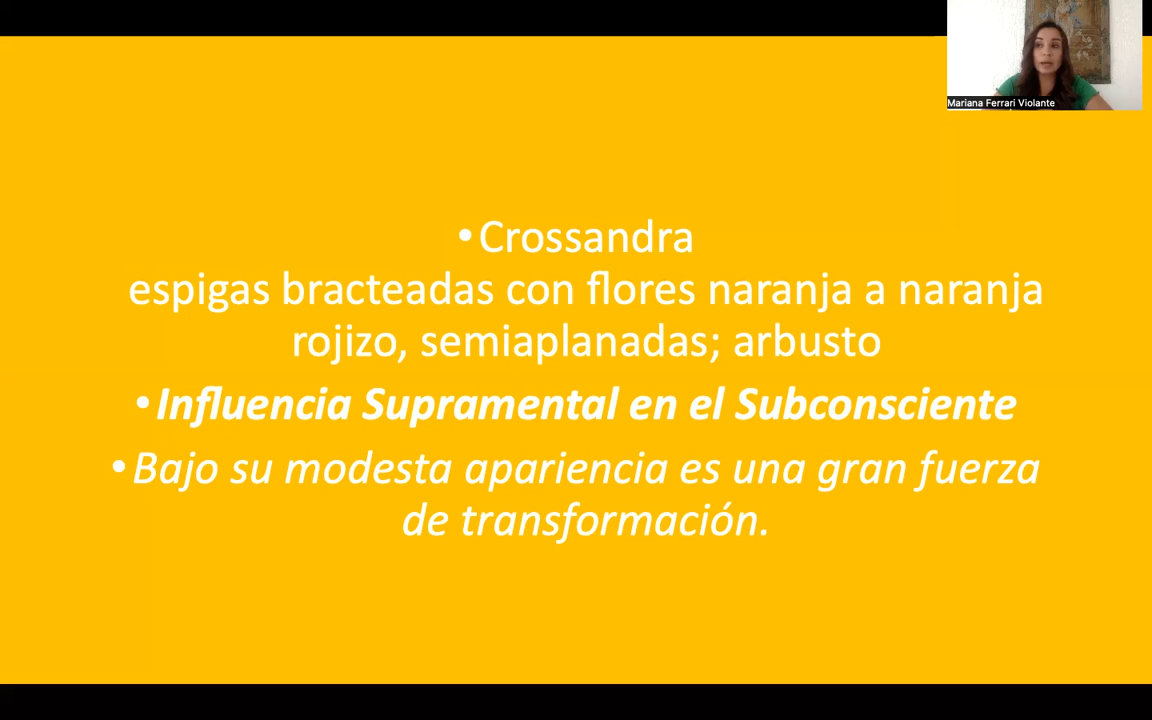 Mariana Ferrari Violante
•Crossandra
espigas bracteadas con flores naranja a naranja
rojizo, semiaplanadas; arbusto
•Influencia Supramental en el Subconsciente
•Bajo su modesta apariencia es una gran fuerza
de transformación.